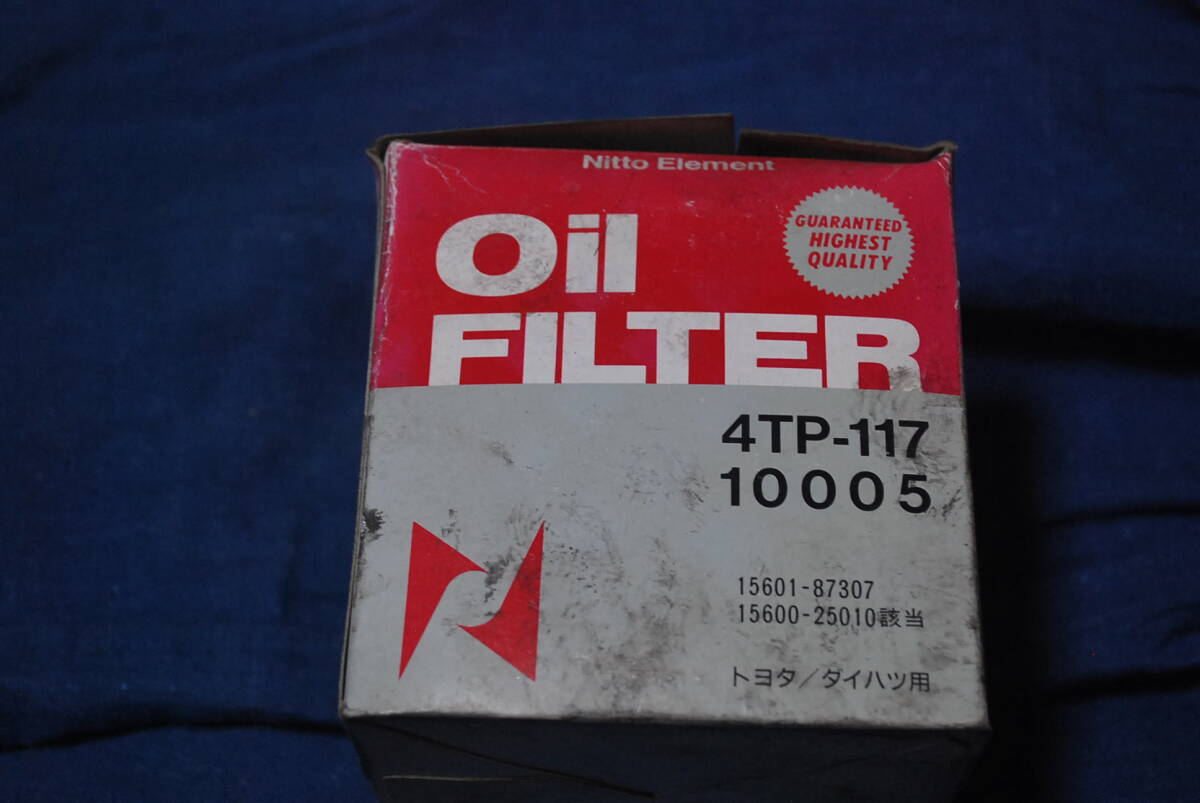 Nitto Element
GUARANTEED
HIGHEST
QUALITY
Oil
FILTER
4TP-117
10005
15601-87307
15600-25010該当
トヨタ／ダイハツ用